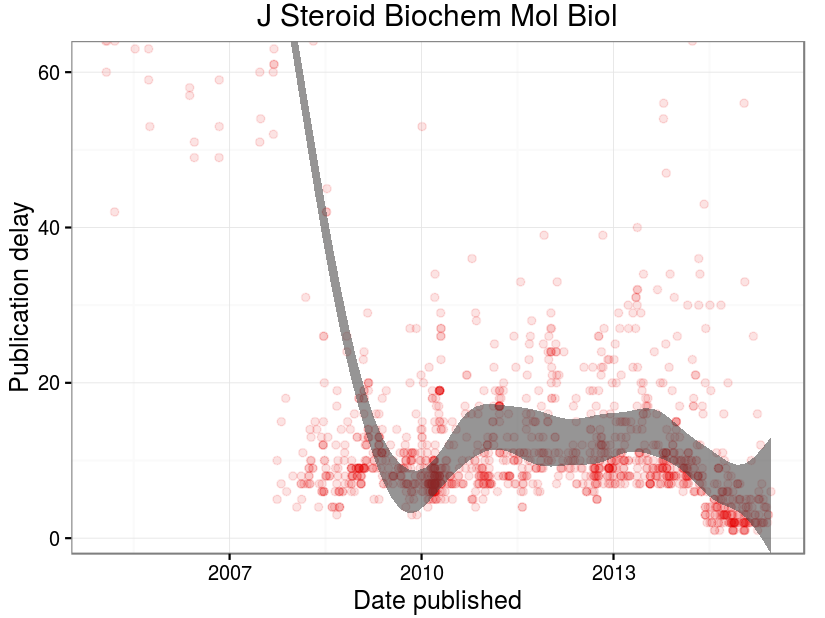 J Steroid Biochem Mol Biol
Publication delay
60
40
20
0
2007
2010
2013
Date published